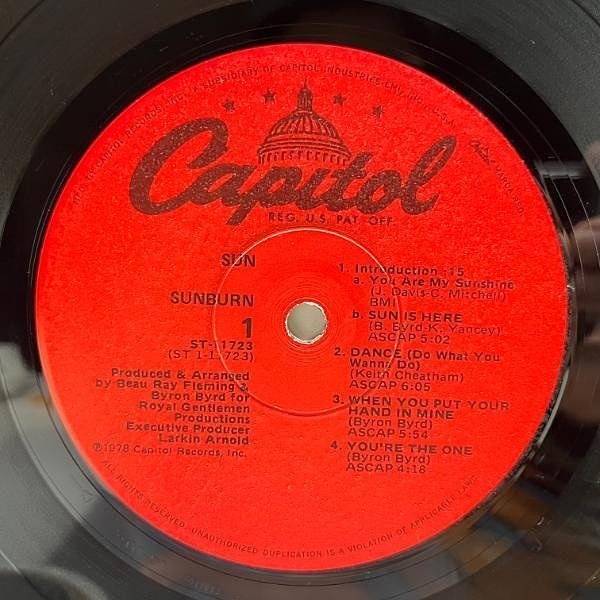 Capitol
REG. U.S. PAT. OFF.
SUN
SUNBURN
1
ST-11723
(ST 1-11723)
Produced & Arranged
by Beau Ray Fleming &
Byron Byrd for
Royal Gentlemen
Productions
Executive Producer
Larkin Arnold
℗1978 Capitol Records, Inc.
1. Introduction :15
a. You Are My Sunshine
(J. Davis-C. Mitchell)
BMI
b. SUN IS HERE
(B. Byrd-K. Yancey)
ASCAP 5:02
2. DANCE (Do What You
Wanna Do)
(Keith Cheatham)
ASCAP 6:05
3. WHEN YOU PUT YOUR
HAND IN MINE
(Byron Byrd)
ASCAP 5:54
4. YOU'RE THE ONE
(Byron Byrd)
ASCAP 4:18
SUBSIDIARY OF CAPITOL INDUSTRIES-EMI
ALL RIGHTS RESERVED. UNAUTHORIZED DUPLICATION IS A VIOLATION OF APPLICABLE LAWS